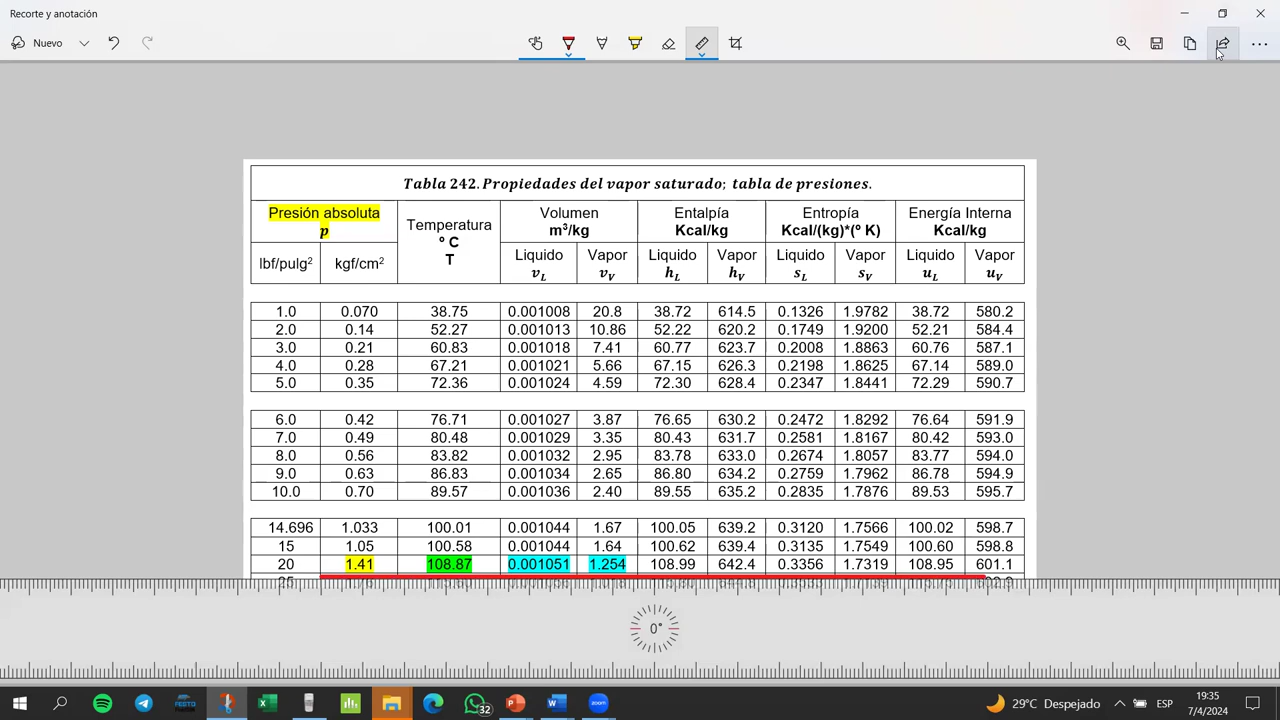 Recorte y anotación
Nuevo
Tabla 242. Propiedades del vapor saturado; tabla de presiones.
Presión absoluta p | Temperatura º C T | Volumen m³/kg | Entalpía Kcal/kg | Entropía Kcal/(kg)*(º K) | Energía Interna Kcal/kg
lbf/pulg² | kgf/cm² | Liquido v_L | Vapor v_V | Liquido h_L | Vapor h_V | Liquido s_L | Vapor s_V | Liquido u_L | Vapor u_V
1.0 0.070 38.75 0.001008 20.8 38.72 614.5 0.1326 1.9782 38.72 580.2
2.0 0.14 52.27 0.001013 10.86 52.22 620.2 0.1749 1.9200 52.21 584.4
3.0 0.21 60.83 0.001018 7.41 60.77 623.7 0.2008 1.8863 60.76 587.1
4.0 0.28 67.21 0.001021 5.66 67.15 626.3 0.2198 1.8625 67.14 589.0
5.0 0.35 72.36 0.001024 4.59 72.30 628.4 0.2347 1.8441 72.29 590.7
6.0 0.42 76.71 0.001027 3.87 76.65 630.2 0.2472 1.8292 76.64 591.9
7.0 0.49 80.48 0.001029 3.35 80.43 631.7 0.2581 1.8167 80.42 593.0
8.0 0.56 83.82 0.001032 2.95 83.78 633.0 0.2674 1.8057 83.77 594.0
9.0 0.63 86.83 0.001034 2.65 86.80 634.2 0.2759 1.7962 86.78 594.9
10.0 0.70 89.57 0.001036 2.40 89.55 635.2 0.2835 1.7876 89.53 595.7
14.696 1.033 100.01 0.001044 1.67 100.05 639.2 0.3120 1.7566 100.02 598.7
15 1.05 100.58 0.001044 1.64 100.62 639.4 0.3135 1.7549 100.60 598.8
20 1.41 108.87 0.001051 1.254 108.99 642.4 0.3356 1.7319 108.95 601.1
0°
32
29°C Despejado
ESP
19:35
7/4/2024